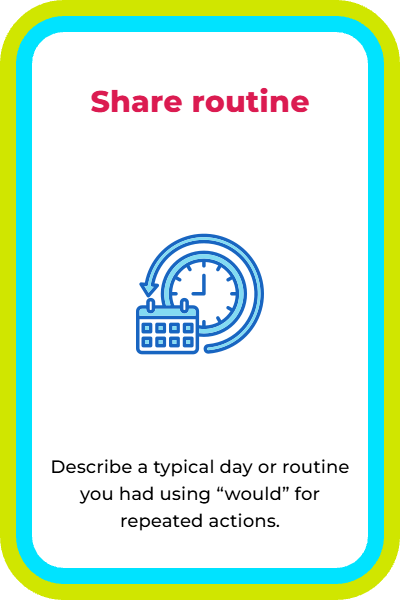 Share routine
Describe a typical day or routine
you had using “would” for
repeated actions.